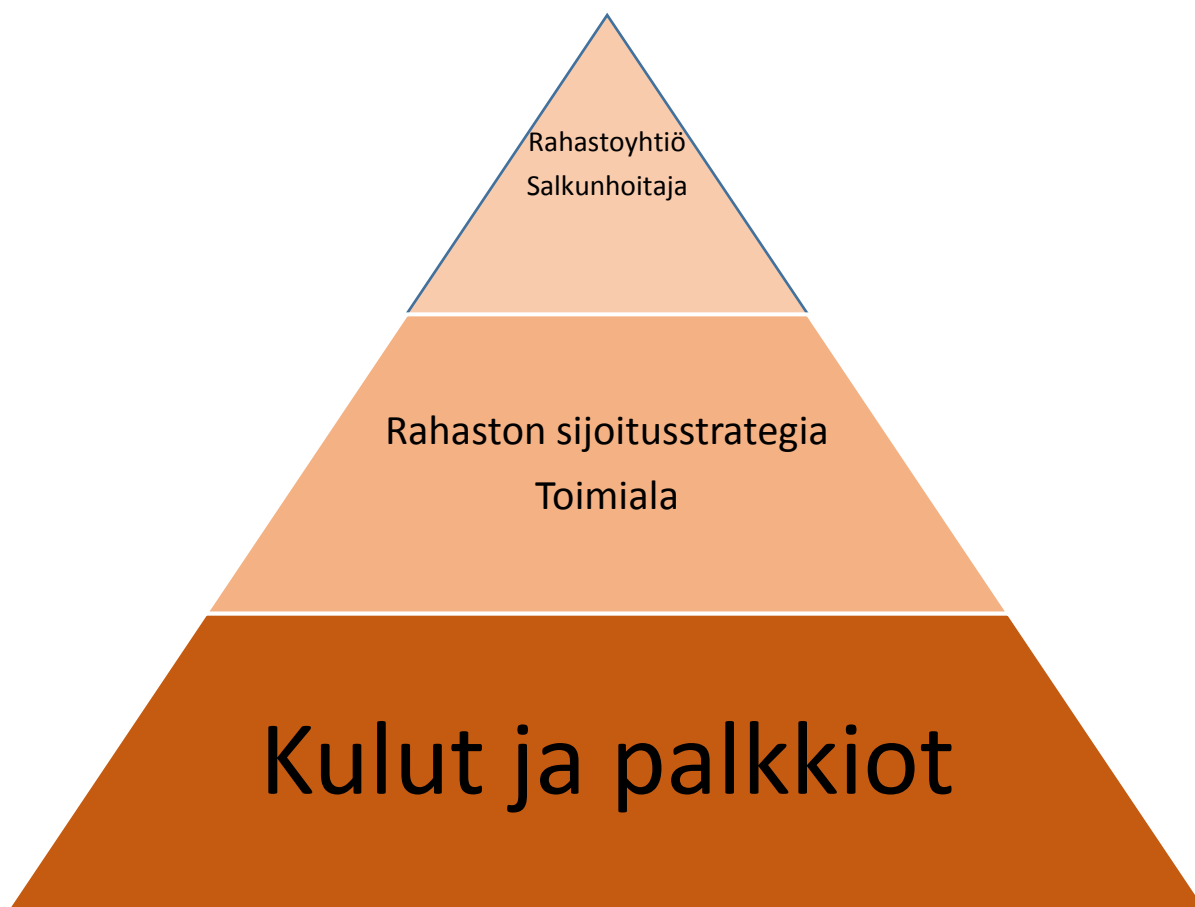 Rahastoyhtiö
Salkunhoitaja
Rahaston sijoitusstrategia
Toimiala
Kulut ja palkkiot